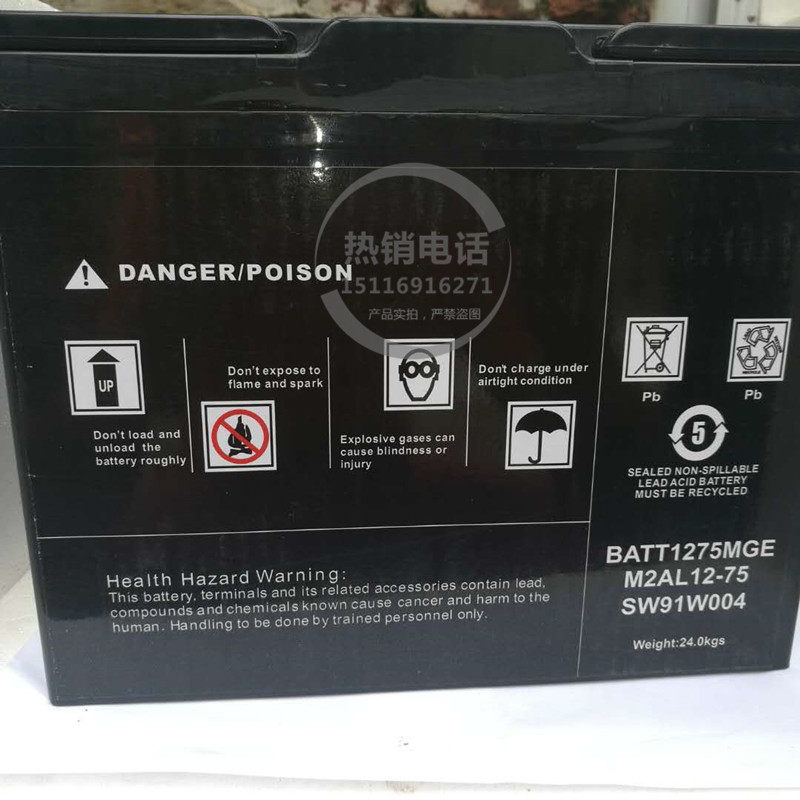 热销电话
15116916271
产品实拍，严禁盗图
DANGER/POISON
UP
Don't load and
unload the
battery roughly
Don't expose to
flame and spark
Explosive gases can
cause blindness or
injury
Don't charge under
airtight condition
Pb
Pb
5
SEALED NON-SPILLABLE
LEAD ACID BATTERY
MUST BE RECYCLED
BATT1275MGE
M2AL12-75
SW91W004
Weight:24.0kgs
Health Hazard Warning:
This battery, terminals and its related accessories contain lead,
compounds and chemicals known cause cancer and harm to the
human. Handling to be done by trained personnel only.